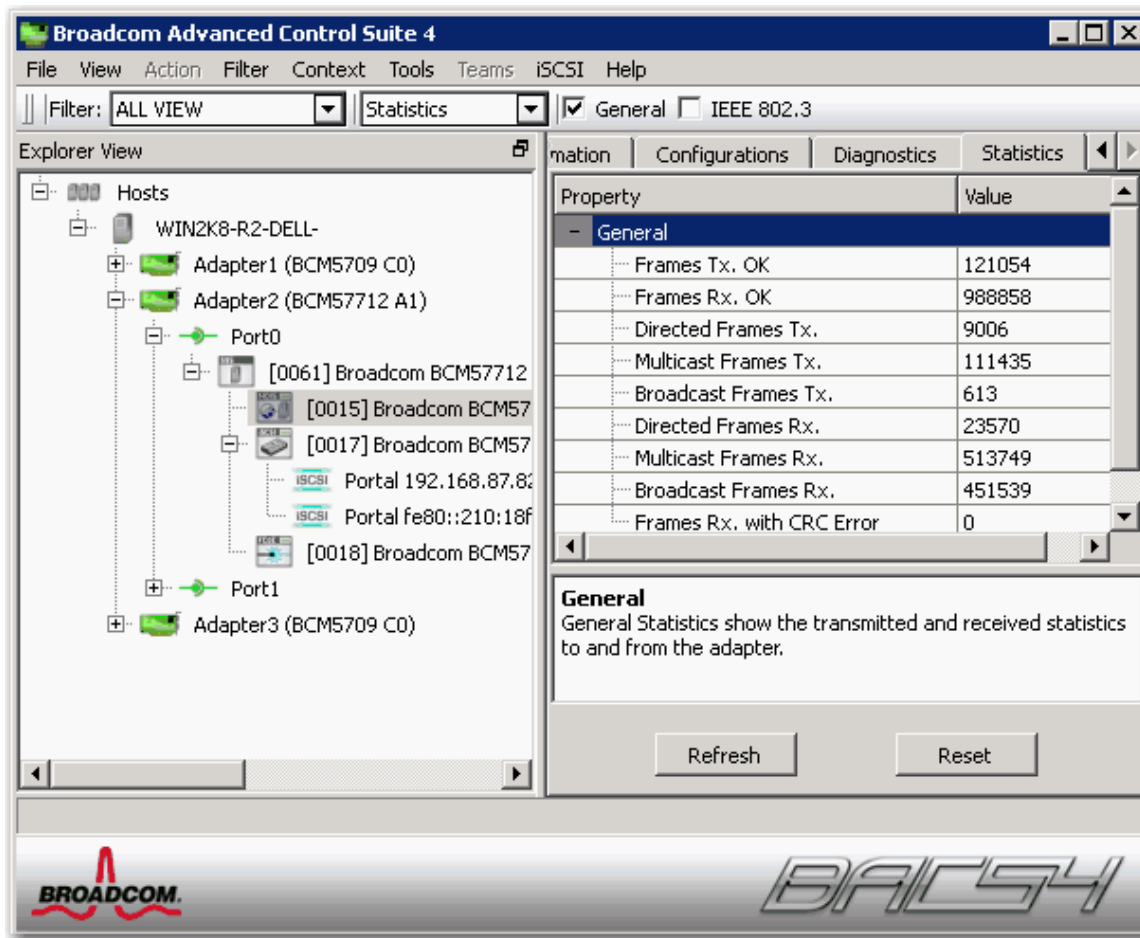 Broadcom Advanced Control Suite 4
File View Action Filter Context Tools Teams iSCSI Help
Filter: ALL VIEW Statistics General IEEE 802.3
Explorer View
Hosts
WIN2K8-R2-DELL-
Adapter1 (BCM5709 C0)
Adapter2 (BCM57712 A1)
Port0
[0061] Broadcom BCM57712
[0015] Broadcom BCM57
[0017] Broadcom BCM57
iSCSI Portal 192.168.87.82
iSCSI Portal fe80::210:18f
[0018] Broadcom BCM57
Port1
Adapter3 (BCM5709 C0)
mation Configurations Diagnostics Statistics
Property Value
General
Frames Tx. OK 121054
Frames Rx. OK 988858
Directed Frames Tx. 9006
Multicast Frames Tx. 111435
Broadcast Frames Tx. 613
Directed Frames Rx. 23570
Multicast Frames Rx. 513749
Broadcast Frames Rx. 451539
Frames Rx. with CRC Error 0
General
General Statistics show the transmitted and received statistics
to and from the adapter.
Refresh Reset
BROADCOM. BACS4